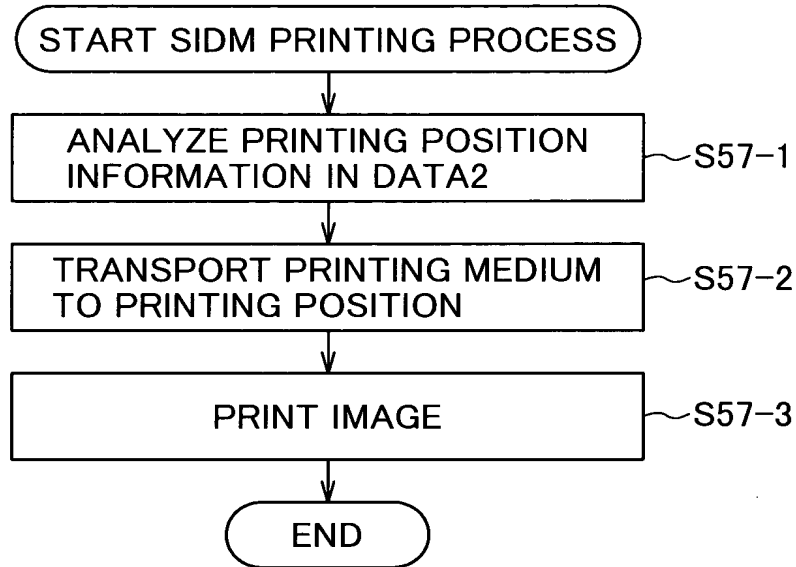 START SIDM PRINTING PROCESS
ANALYZE PRINTING POSITION
INFORMATION IN DATA2
S57-1
TRANSPORT PRINTING MEDIUM
TO PRINTING POSITION
S57-2
PRINT IMAGE
S57-3
END